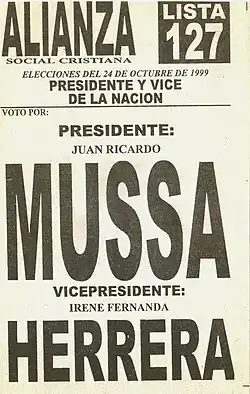 ALIANZA
SOCIAL CRISTIANA
LISTA
127
ELECCIONES DEL 24 DE OCTUBRE DE 1999
PRESIDENTE Y VICE
DE LA NACION
VOTO POR:
PRESIDENTE:
JUAN RICARDO
MUSSA
VICEPRESIDENTE:
IRENE FERNANDA
HERRERA